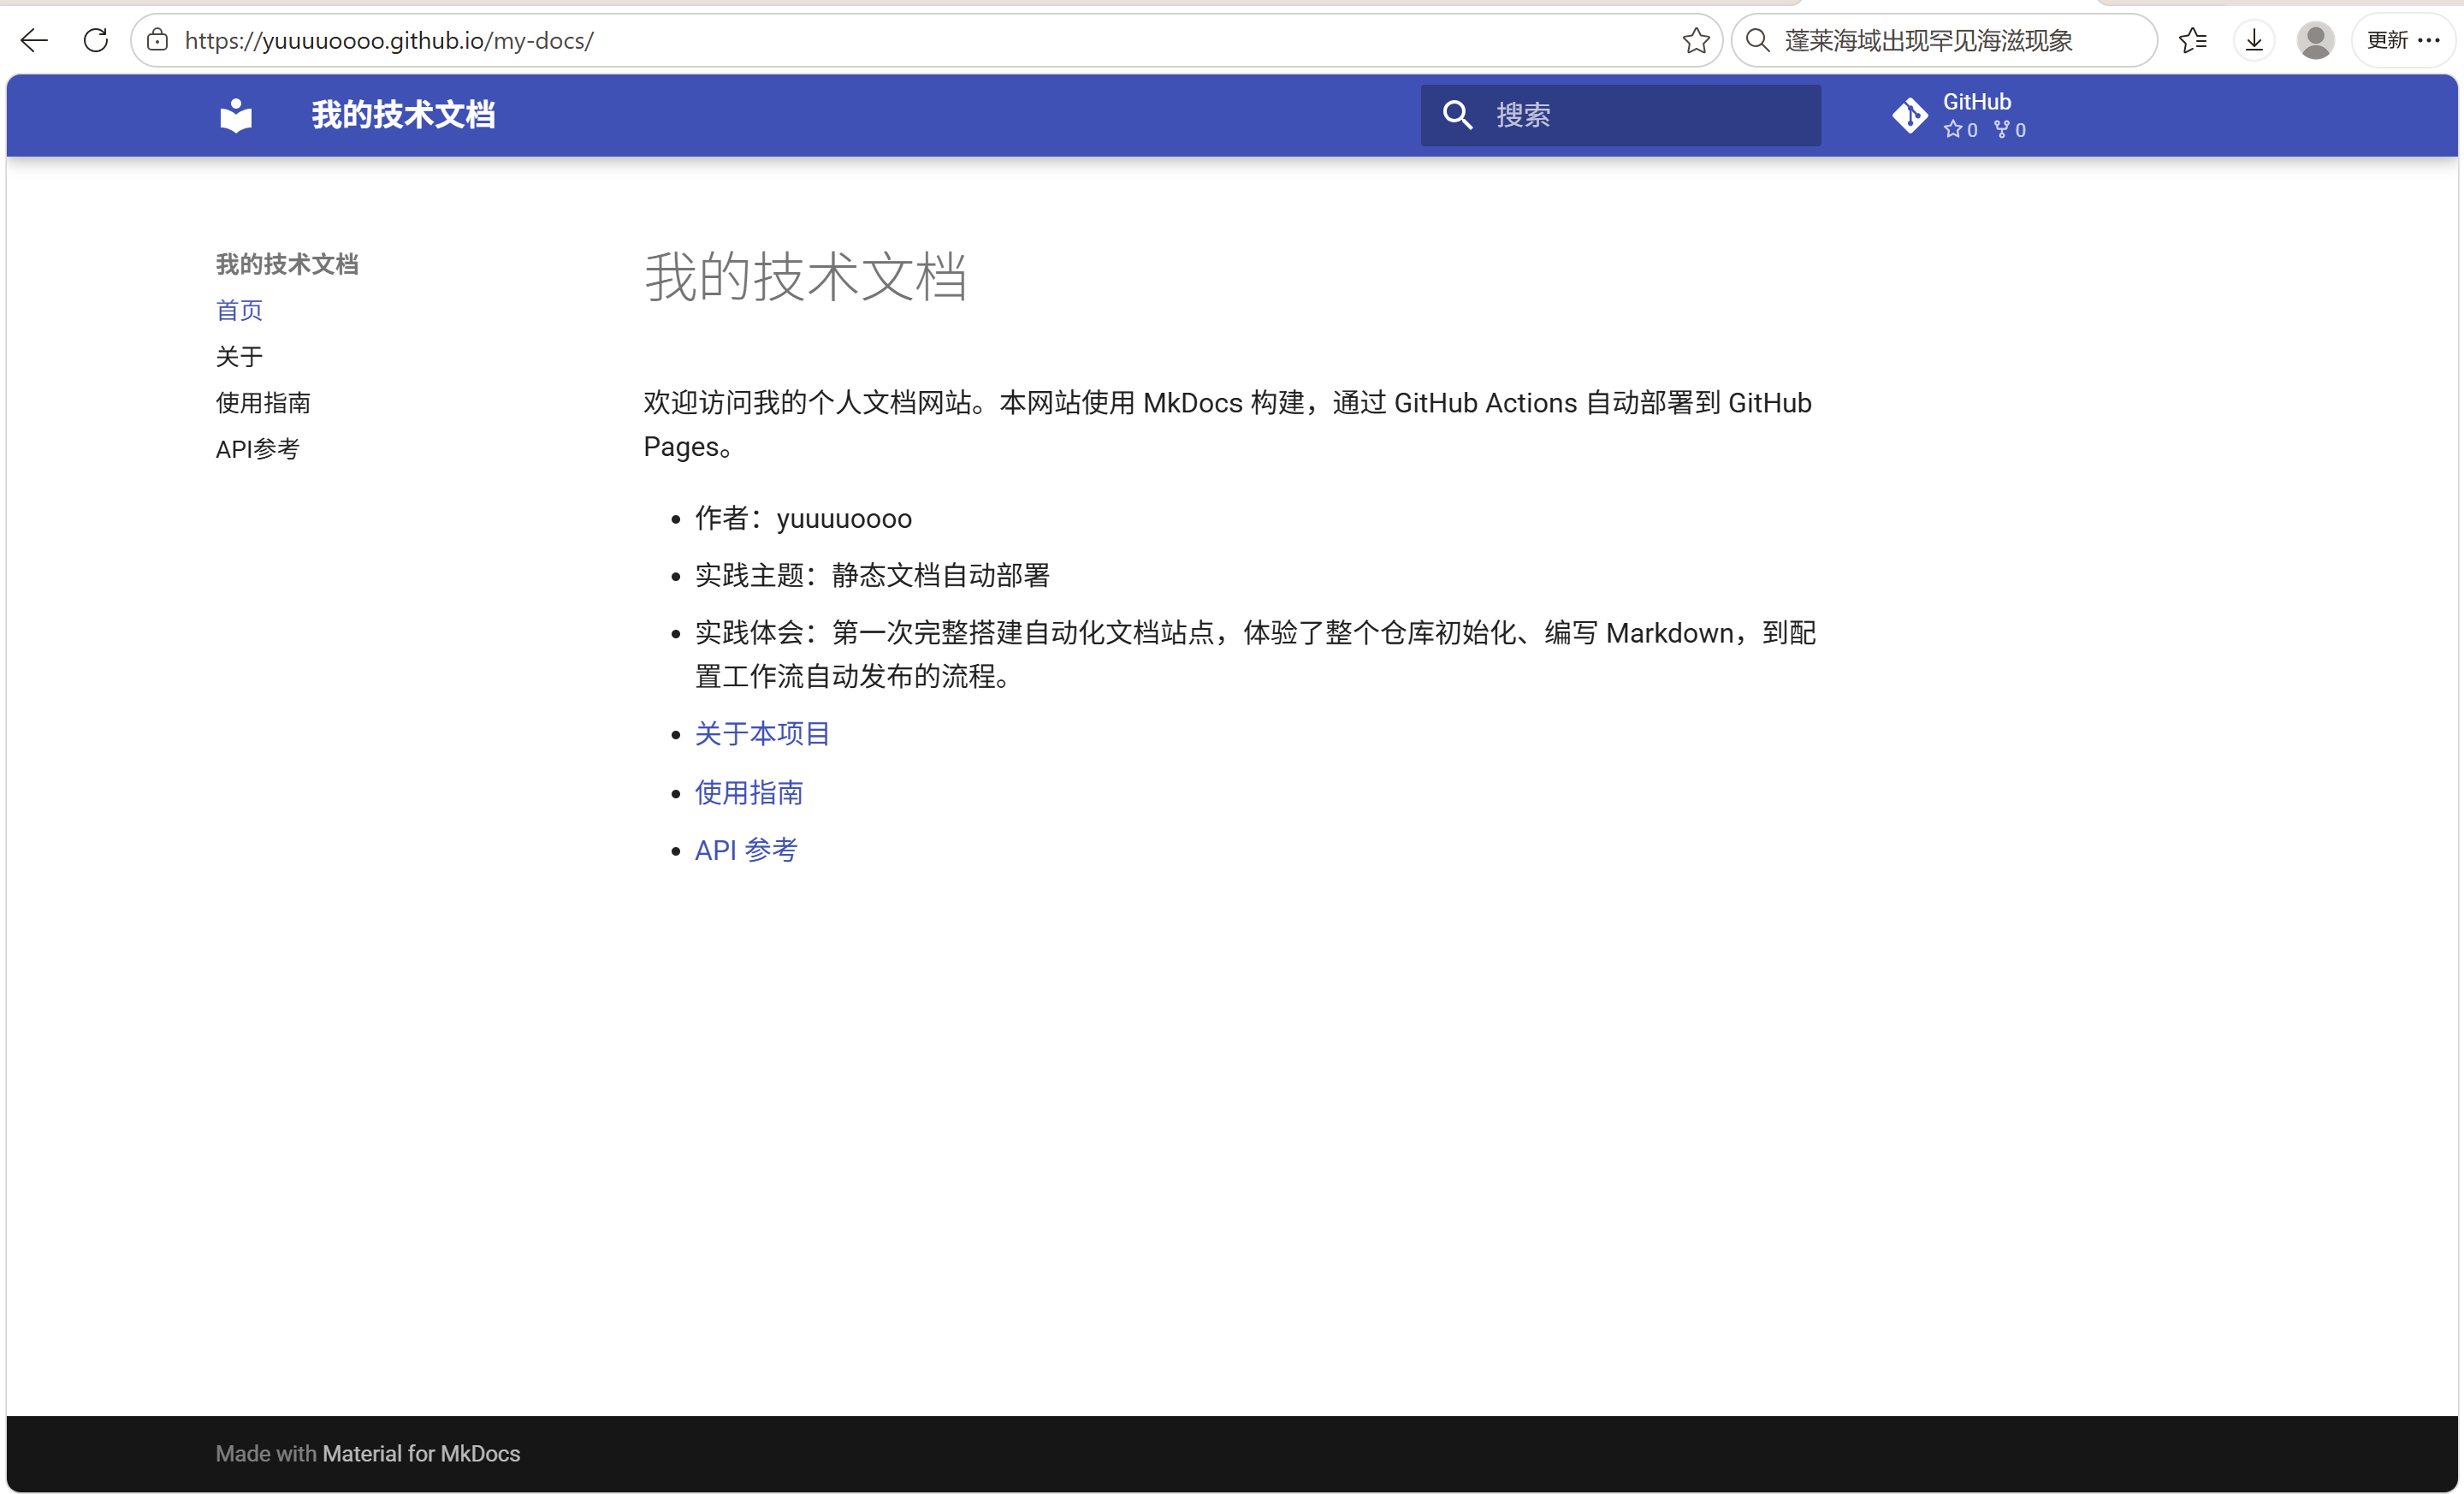 https://yuuuuoooo.github.io/my-docs/
蓬莱海域出现罕见海滋现象
更新
我的技术文档
搜索
GitHub
0 0
我的技术文档
首页
关于
使用指南
API参考
我的技术文档
欢迎访问我的个人文档网站。本网站使用 MkDocs 构建，通过 GitHub Actions 自动部署到 GitHub
Pages。
作者：yuuuuoooo
实践主题：静态文档自动部署
实践体会：第一次完整搭建自动化文档站点，体验了整个仓库初始化、编写 Markdown，到配
置工作流自动发布的流程。
关于本项目
使用指南
API 参考
Made with Material for MkDocs